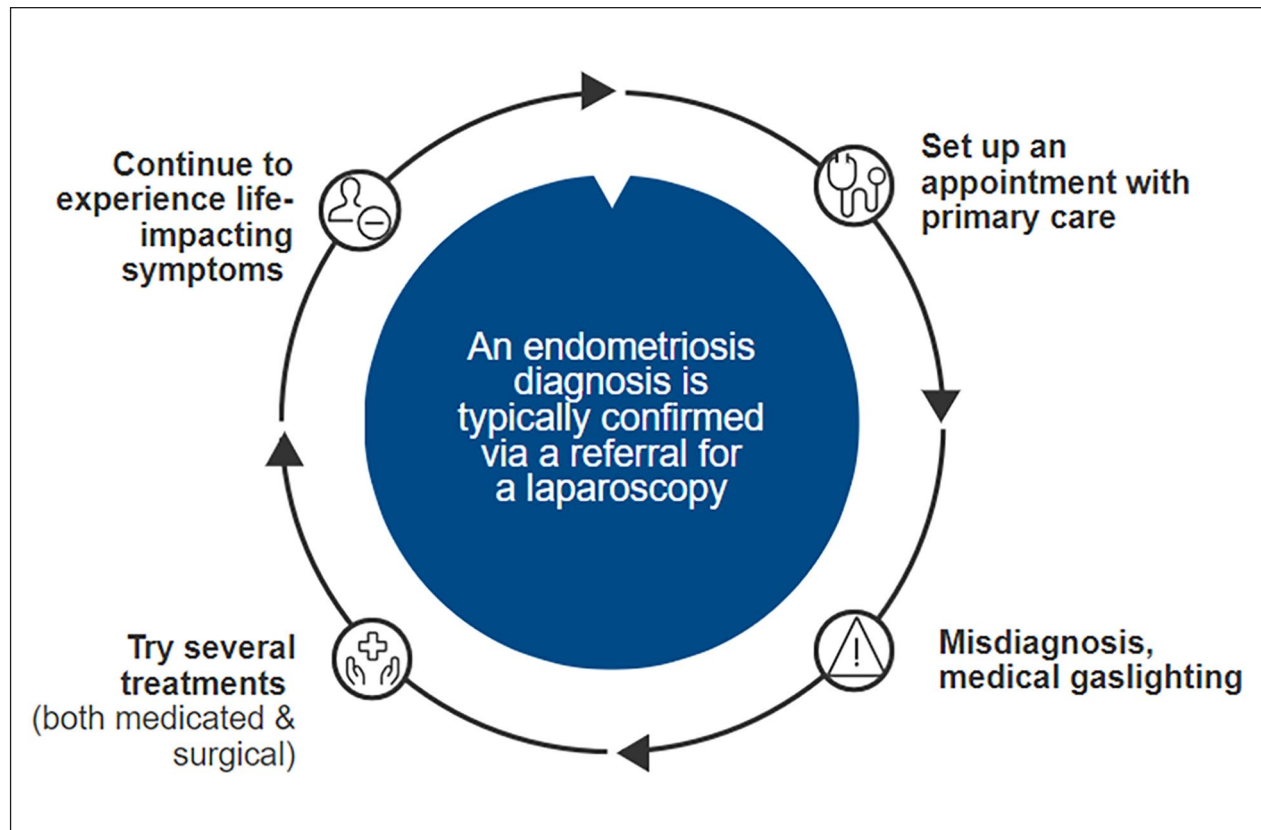 Continue to
experience life-
impacting
symptoms
Set up an
appointment with
primary care
An endometriosis
diagnosis is
typically confirmed
via a referral for
a laparoscopy
Misdiagnosis,
medical gaslighting
Try several
treatments
(both medicated &
surgical)